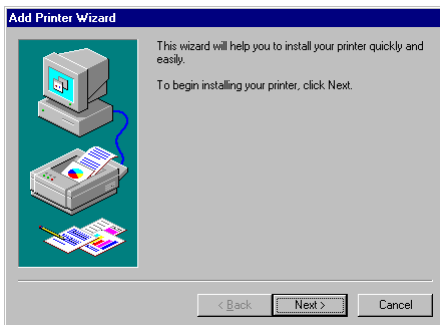 Add Printer Wizard
This wizard will help you to install your printer quickly and
easily.
To begin installing your printer, click Next.
< Back
Next >
Cancel